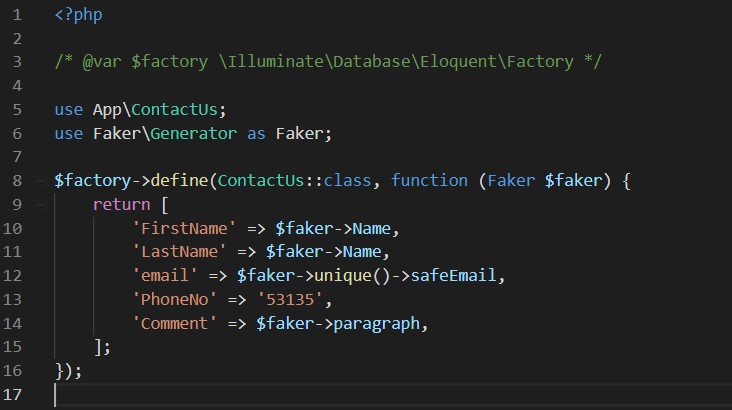 1 <?php
2
3 /* @var $factory \Illuminate\Database\Eloquent\Factory */
4
5 use App\ContactUs;
6 use Faker\Generator as Faker;
7
8 $factory->define(ContactUs::class, function (Faker $faker) {
9     return [
10         'FirstName' => $faker->Name,
11         'LastName' => $faker->Name,
12         'email' => $faker->unique()->safeEmail,
13         'PhoneNo' => '53135',
14         'Comment' => $faker->paragraph,
15     ];
16 });
17